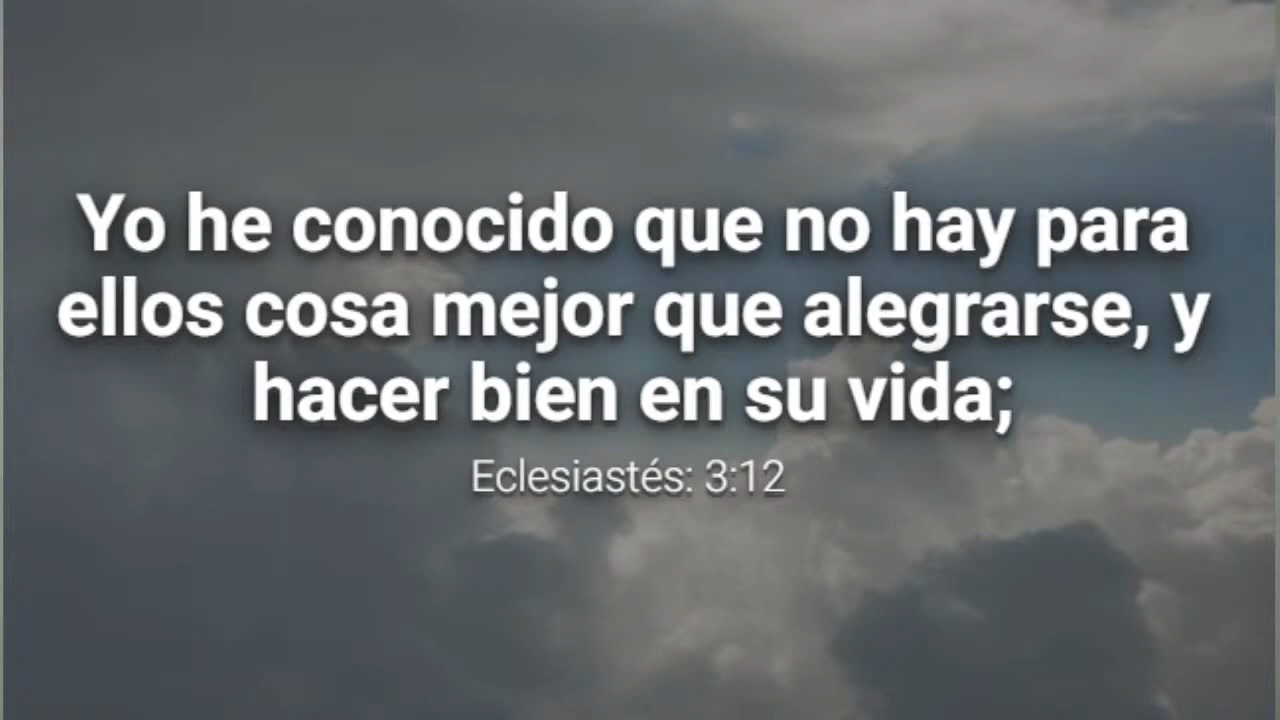 Yo he conocido que no hay para
ellos cosa mejor que alegrarse, y
hacer bien en su vida;
Eclesiastés: 3:12